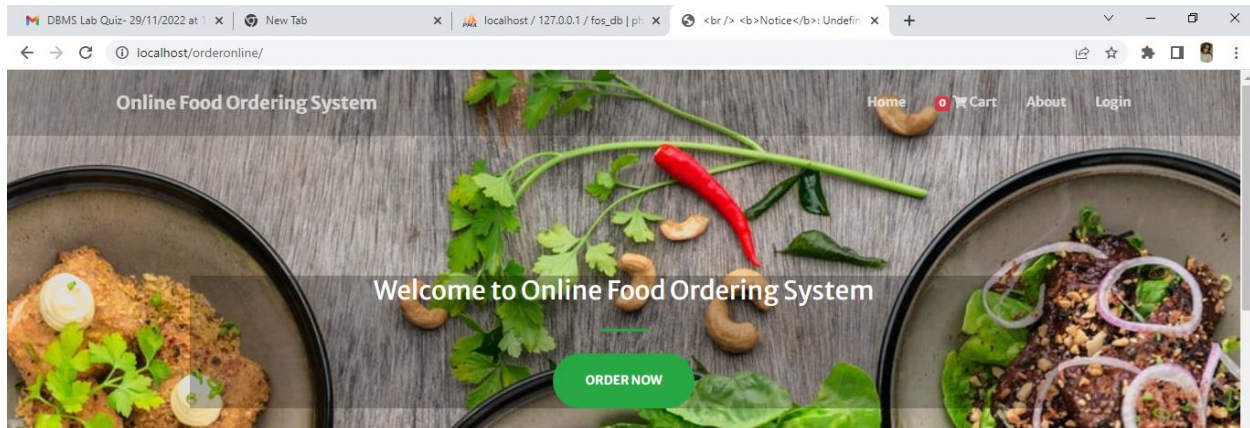 DBMS Lab Quiz- 29/11/2022 at 1
New Tab
localhost / 127.0.0.1 / fos_db | ph
<br /> <b>Notice</b>: Undefin
localhost/orderonline/
Online Food Ordering System
Home 0 Cart About Login
Welcome to Online Food Ordering System
ORDER NOW